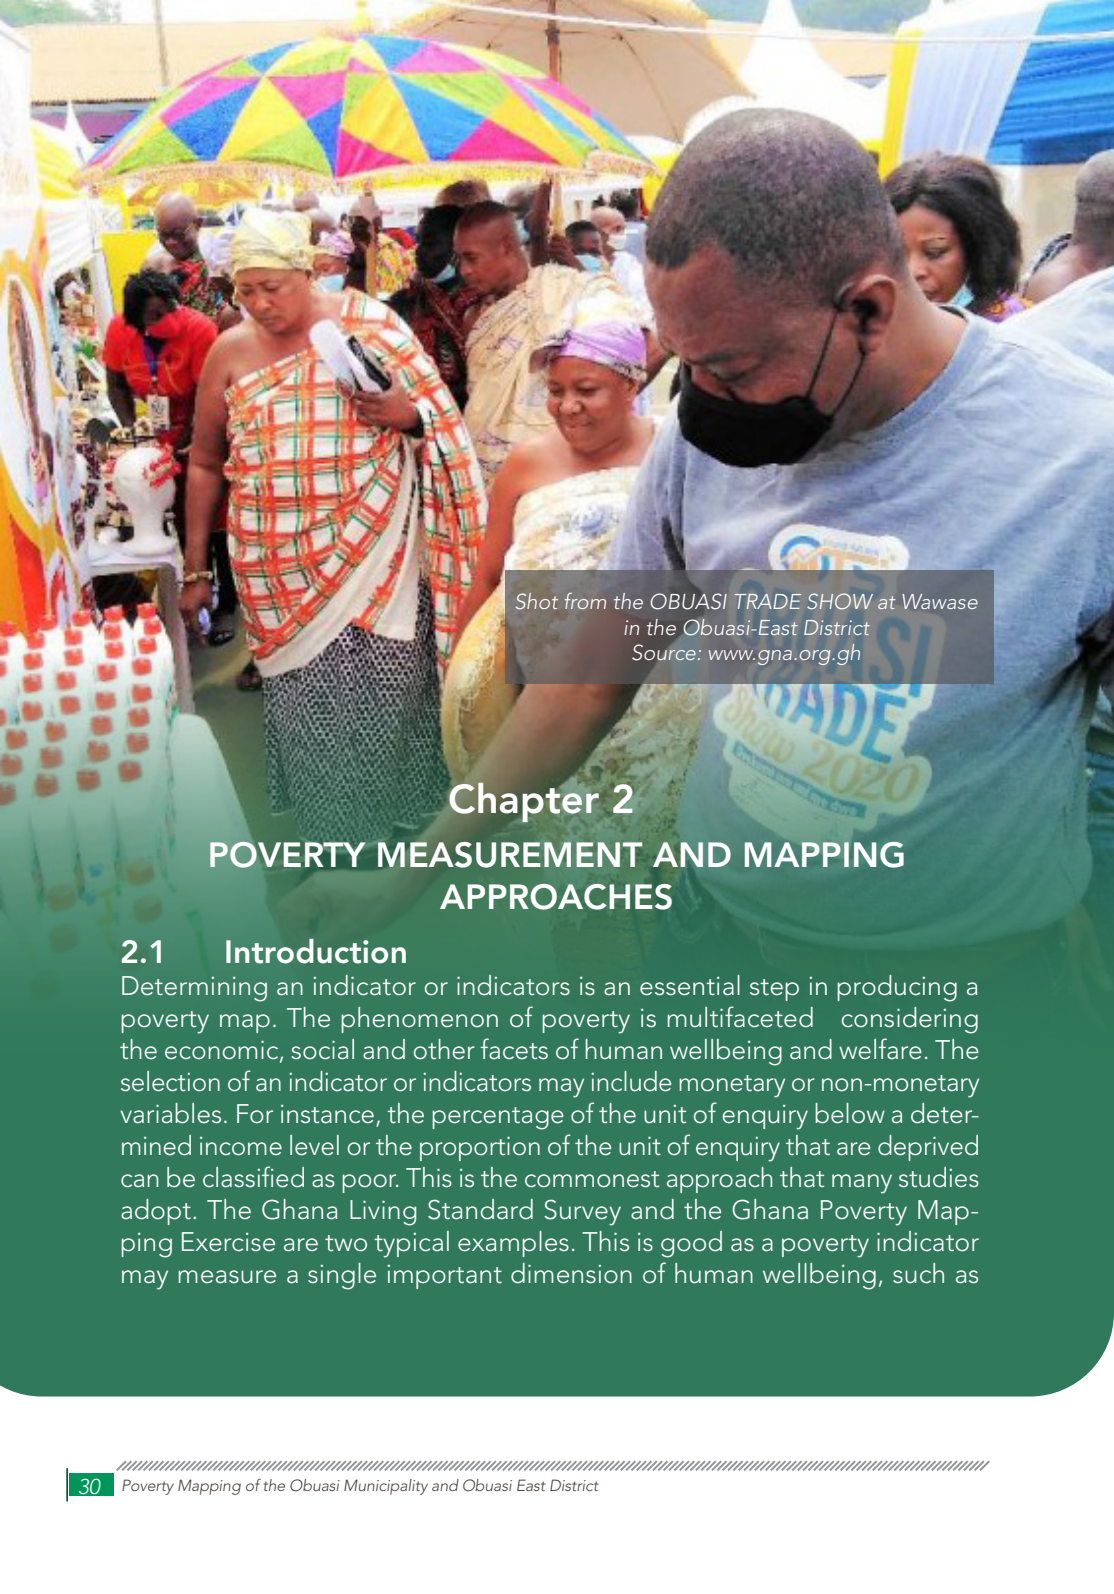 Shot from the OBUASI TRADE SHOW at Wawase
in the Obuasi-East District
Source: www.gna.org.gh
SI
RADE
Show 2020
Chapter 2
POVERTY MEASUREMENT AND MAPPING
APPROACHES
2.1 Introduction
Determining an indicator or indicators is an essential step in producing a
poverty map. The phenomenon of poverty is multifaceted considering
the economic, social and other facets of human wellbeing and welfare. The
selection of an indicator or indicators may include monetary or non-monetary
variables. For instance, the percentage of the unit of enquiry below a deter-
mined income level or the proportion of the unit of enquiry that are deprived
can be classified as poor. This is the commonest approach that many studies
adopt. The Ghana Living Standard Survey and the Ghana Poverty Map-
ping Exercise are two typical examples. This is good as a poverty indicator
may measure a single important dimension of human wellbeing, such as
30 Poverty Mapping of the Obuasi Municipality and Obuasi East District